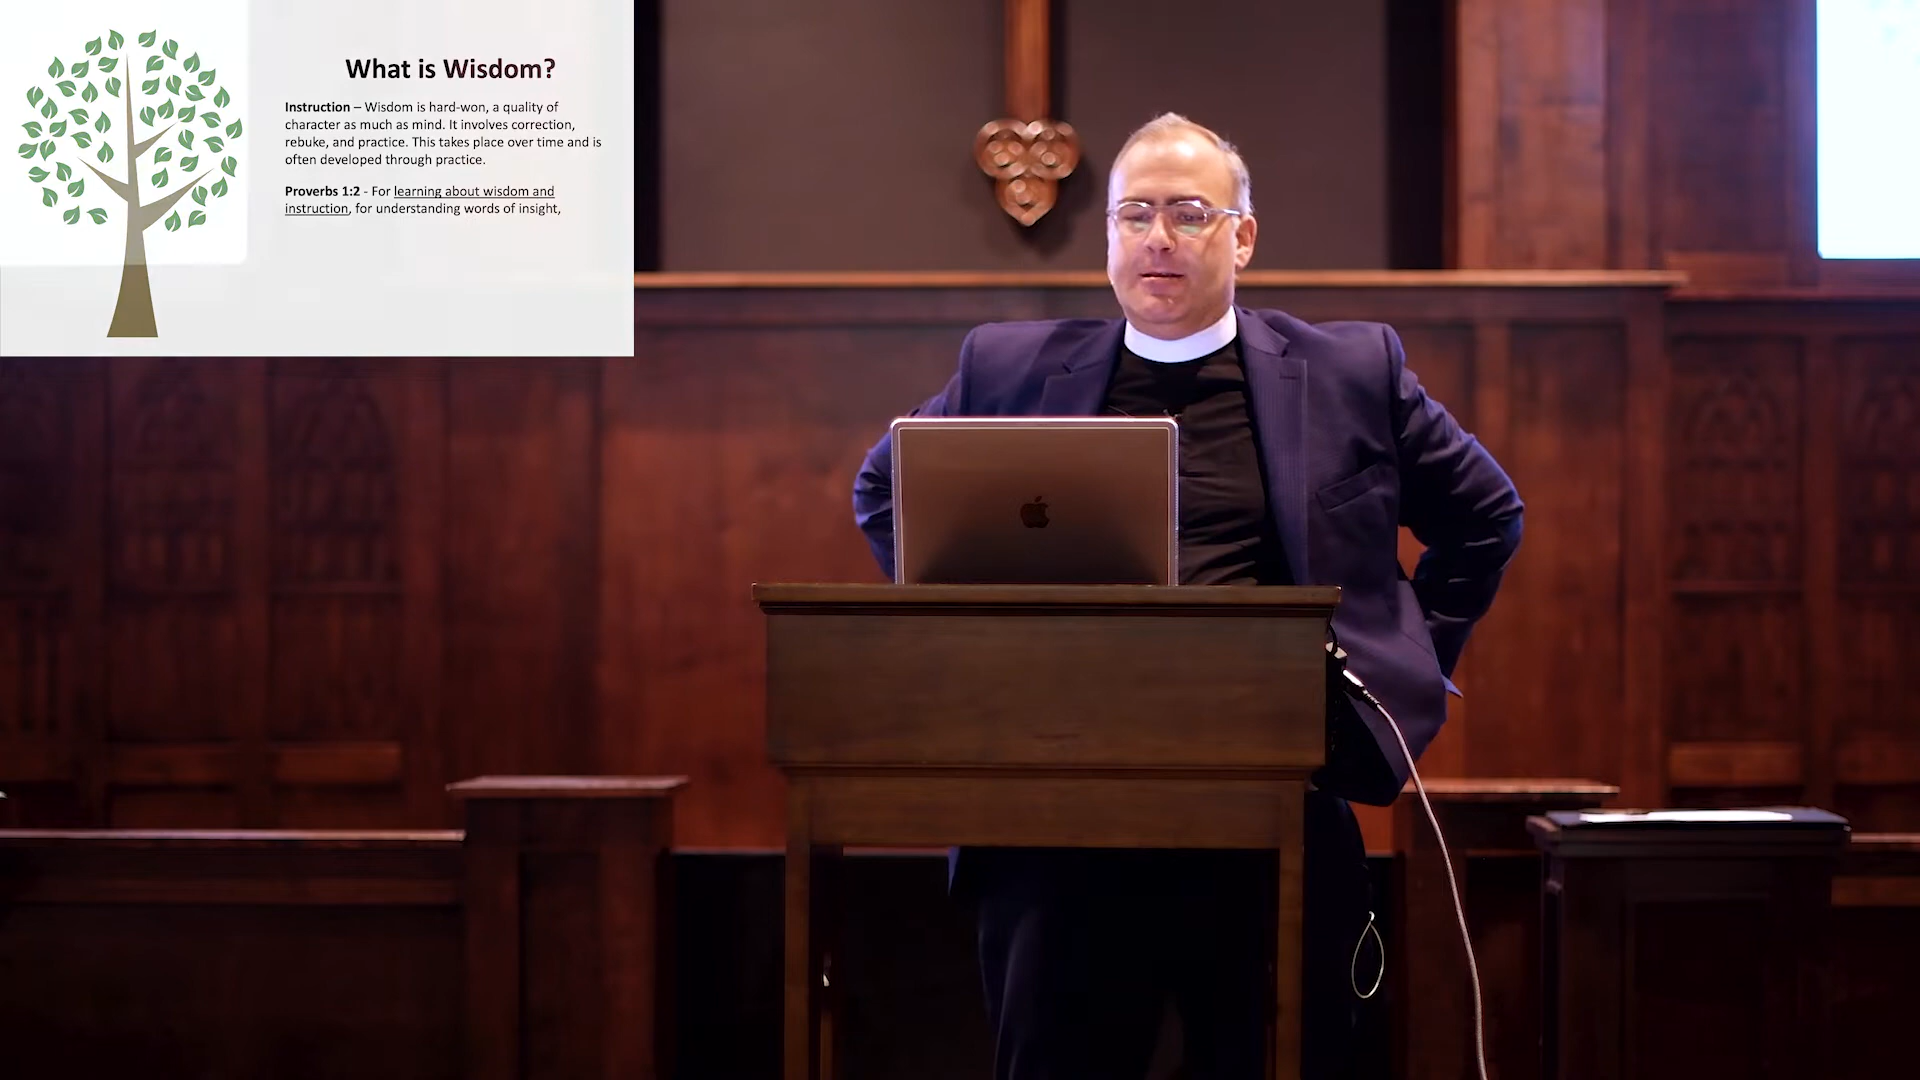 What is Wisdom?
Instruction – Wisdom is hard-won, a quality of
character as much as mind. It involves correction,
rebuke, and practice. This takes place over time and is
often developed through practice.
Proverbs 1:2 - For learning about wisdom and
instruction, for understanding words of insight,